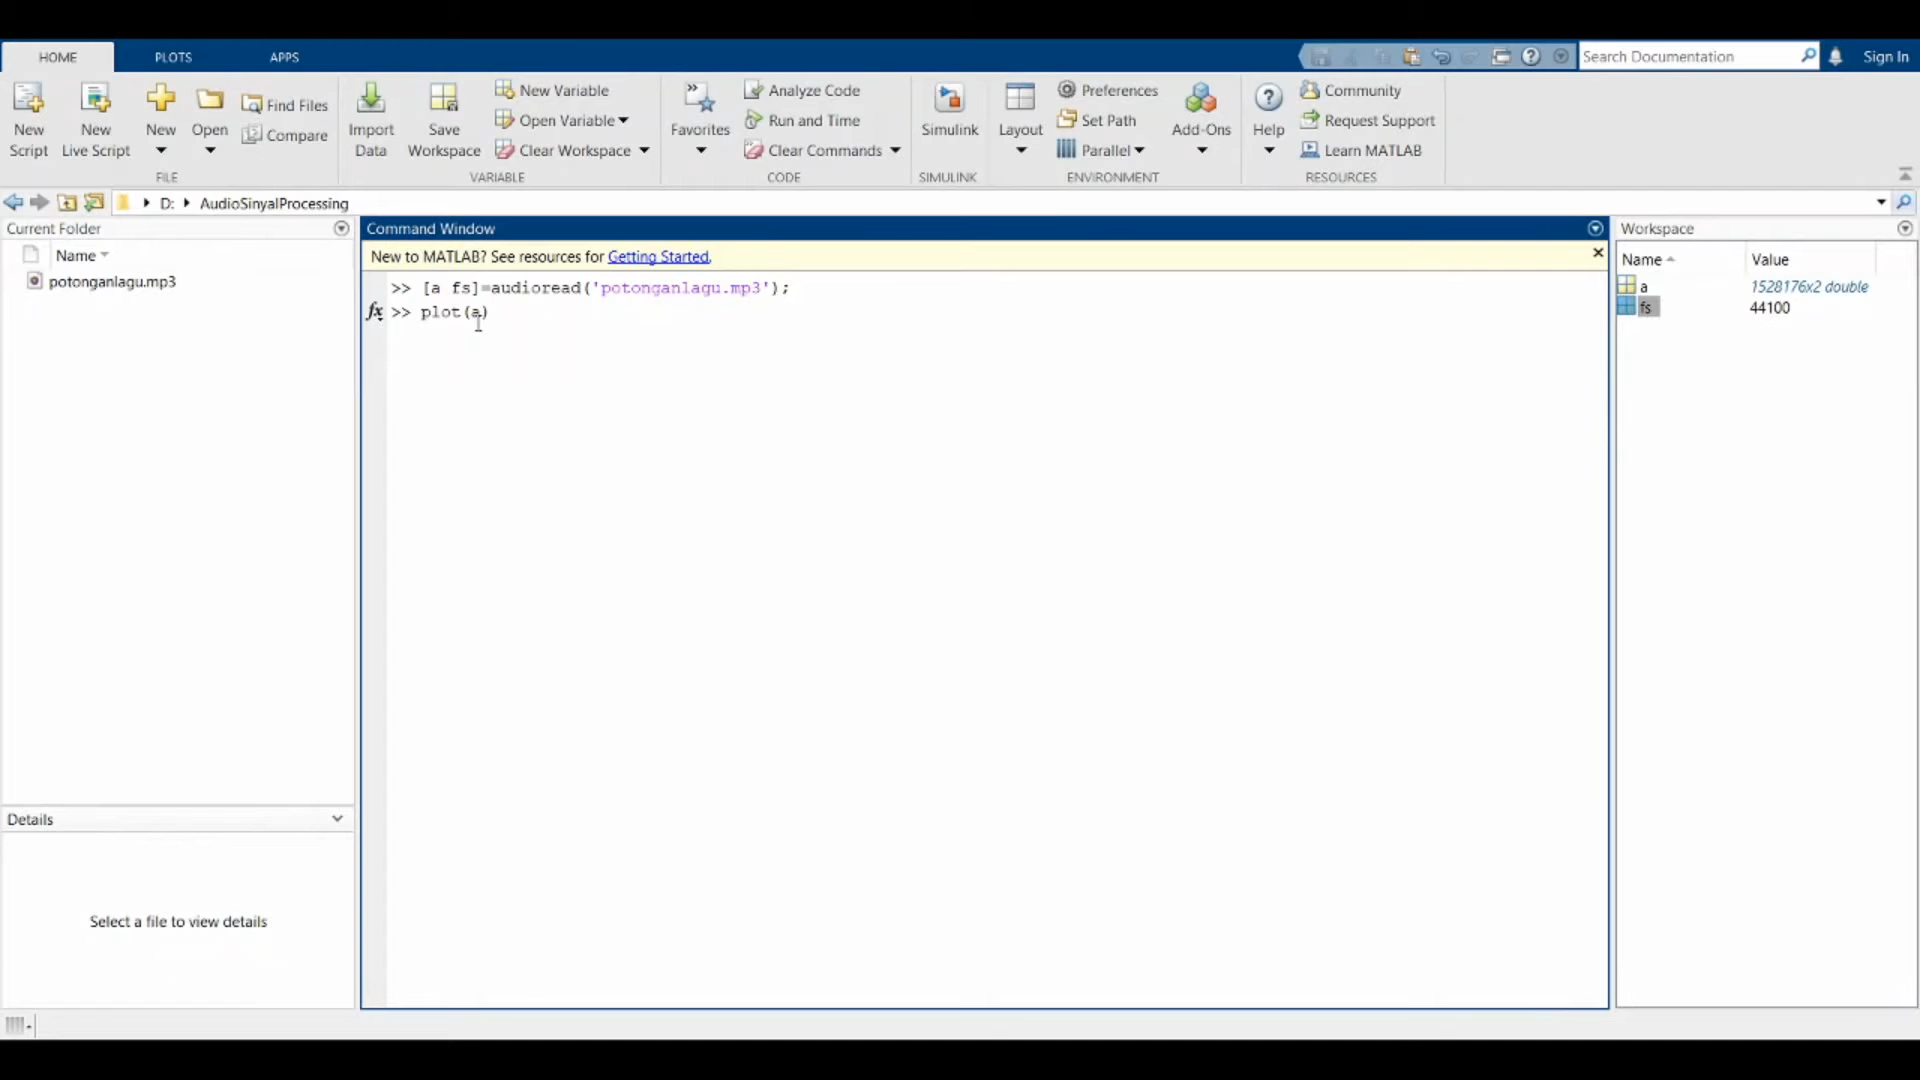 HOME PLOTS APPS Search Documentation Sign In
New Script
New Live Script
New
Open
Find Files
Compare
FILE
Import Data
Save Workspace
New Variable
Open Variable
Clear Workspace
VARIABLE
Favorites
Analyze Code
Run and Time
Clear Commands
CODE
Simulink
SIMULINK
Layout
Preferences
Set Path
Parallel
Add-Ons
ENVIRONMENT
Help
Community
Request Support
Learn MATLAB
RESOURCES
D: AudioSinyalProcessing
Current Folder
Name
potonganlagu.mp3
Details
Select a file to view details
Command Window
New to MATLAB? See resources for Getting Started.
>> [a fs]=audioread('potonganlagu.mp3');
fx >> plot(a)
Workspace
Name Value
a 1528176x2 double
fs 44100